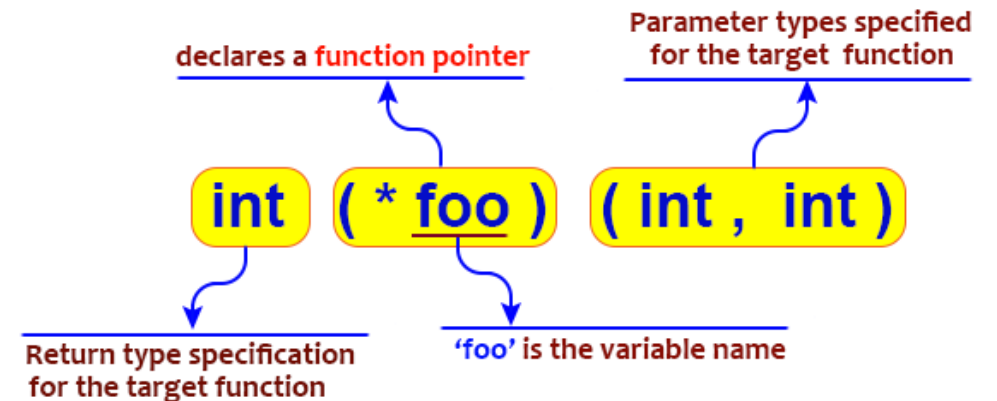 Parameter types specified
for the target function
declares a function pointer
int ( * foo ) ( int , int )
‘foo’ is the variable name
Return type specification
for the target function